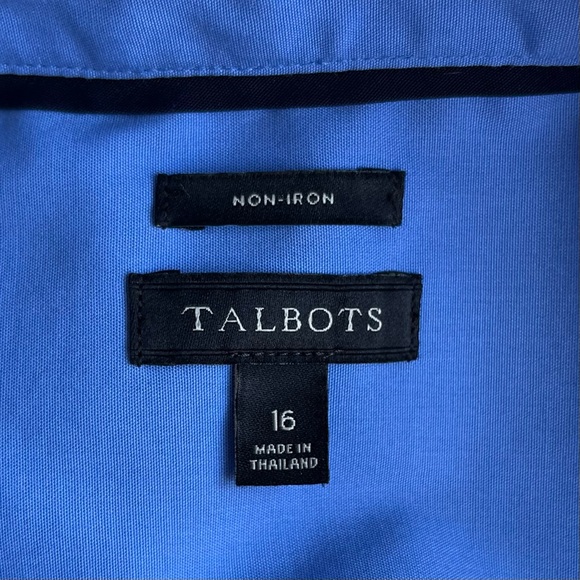 NON-IRON
TALBOTS
16
MADE IN
THAILAND